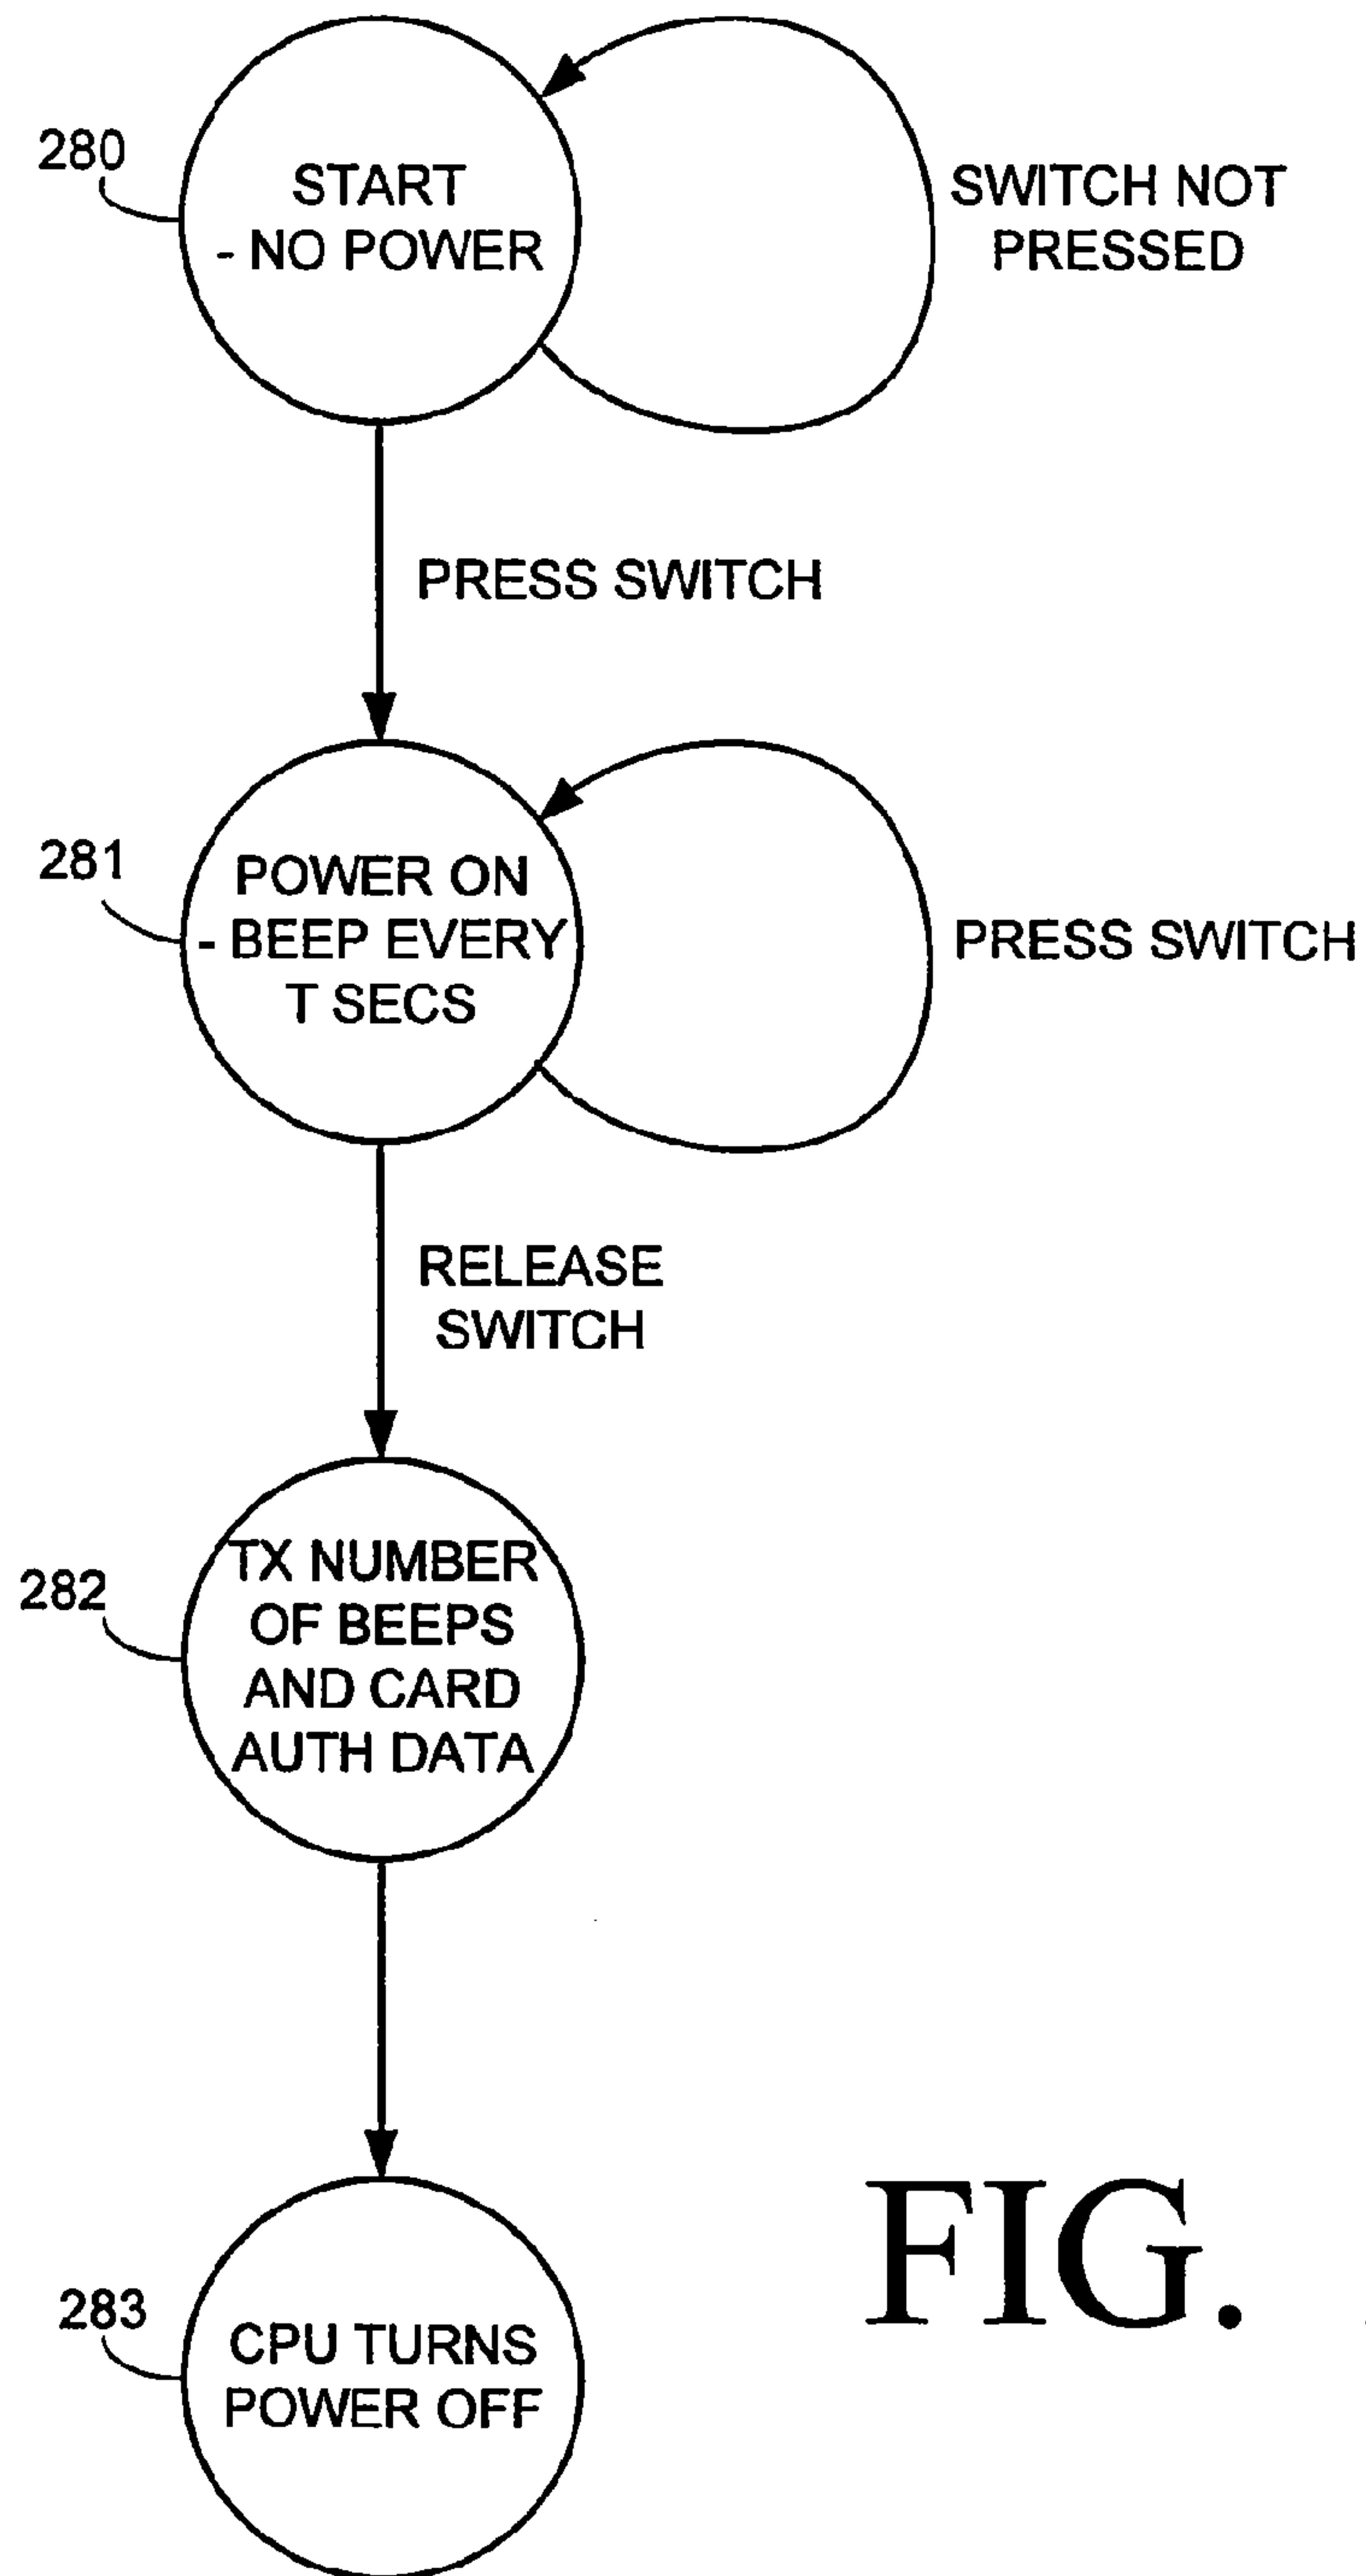 280
START
- NO POWER
SWITCH NOT
PRESSED
PRESS SWITCH
281
POWER ON
- BEEP EVERY
T SECS
PRESS SWITCH
RELEASE
SWITCH
282
TX NUMBER
OF BEEPS
AND CARD
AUTH DATA
283
CPU TURNS
POWER OFF
FIG.